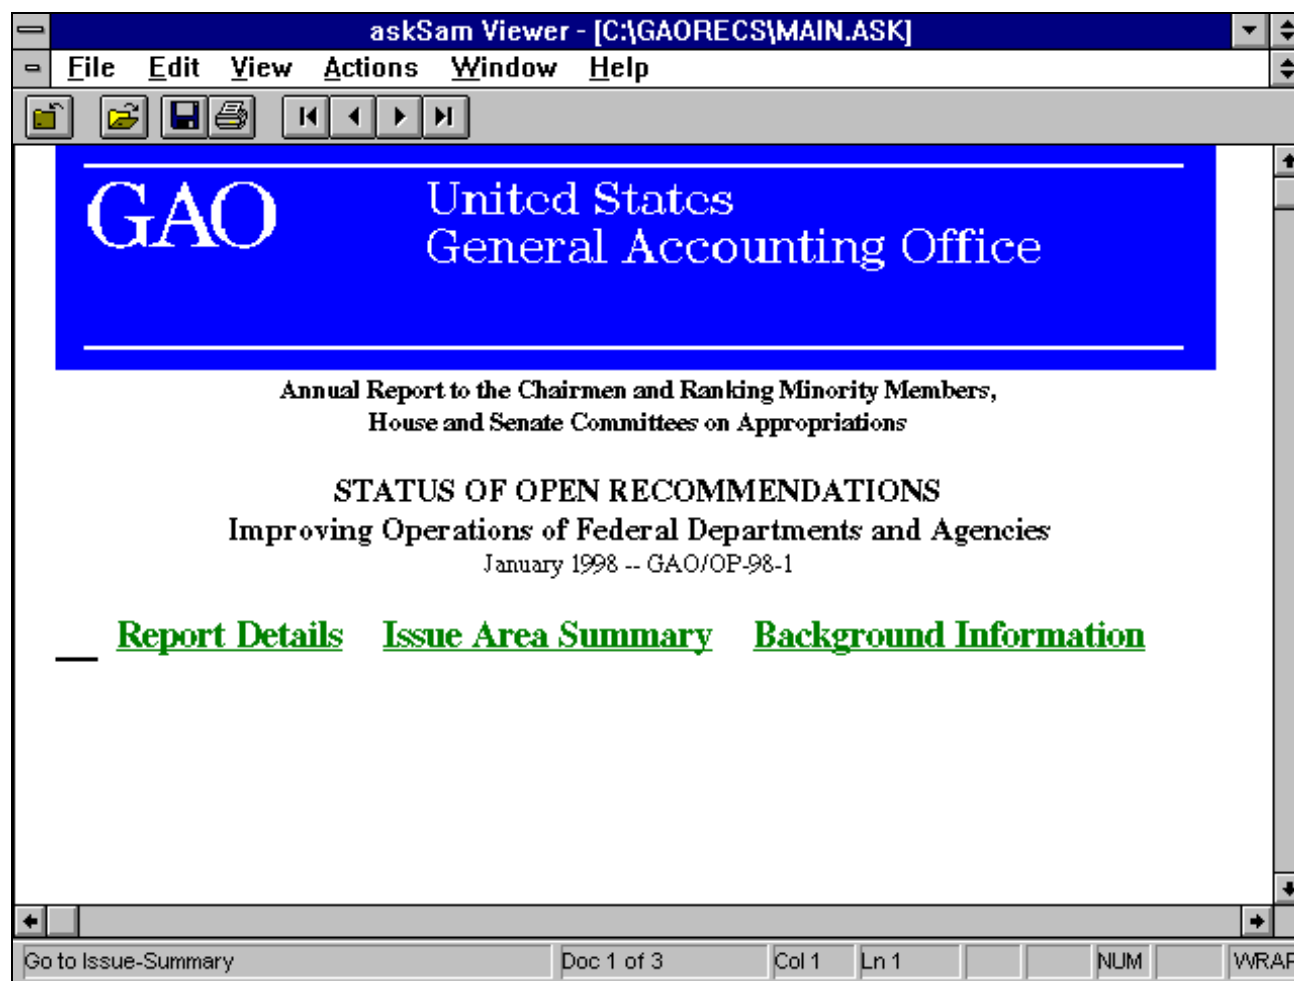 askSam Viewer - [C:\GAORECS\MAIN.ASK]
File Edit View Actions Window Help
GAO
United States
General Accounting Office
Annual Report to the Chairmen and Ranking Minority Members,
House and Senate Committees on Appropriations
STATUS OF OPEN RECOMMENDATIONS
Improving Operations of Federal Departments and Agencies
January 1998 -- GAO/OP-98-1
Report Details Issue Area Summary Background Information
Go to Issue-Summary Doc 1 of 3 Col 1 Ln 1 NUM WRAP